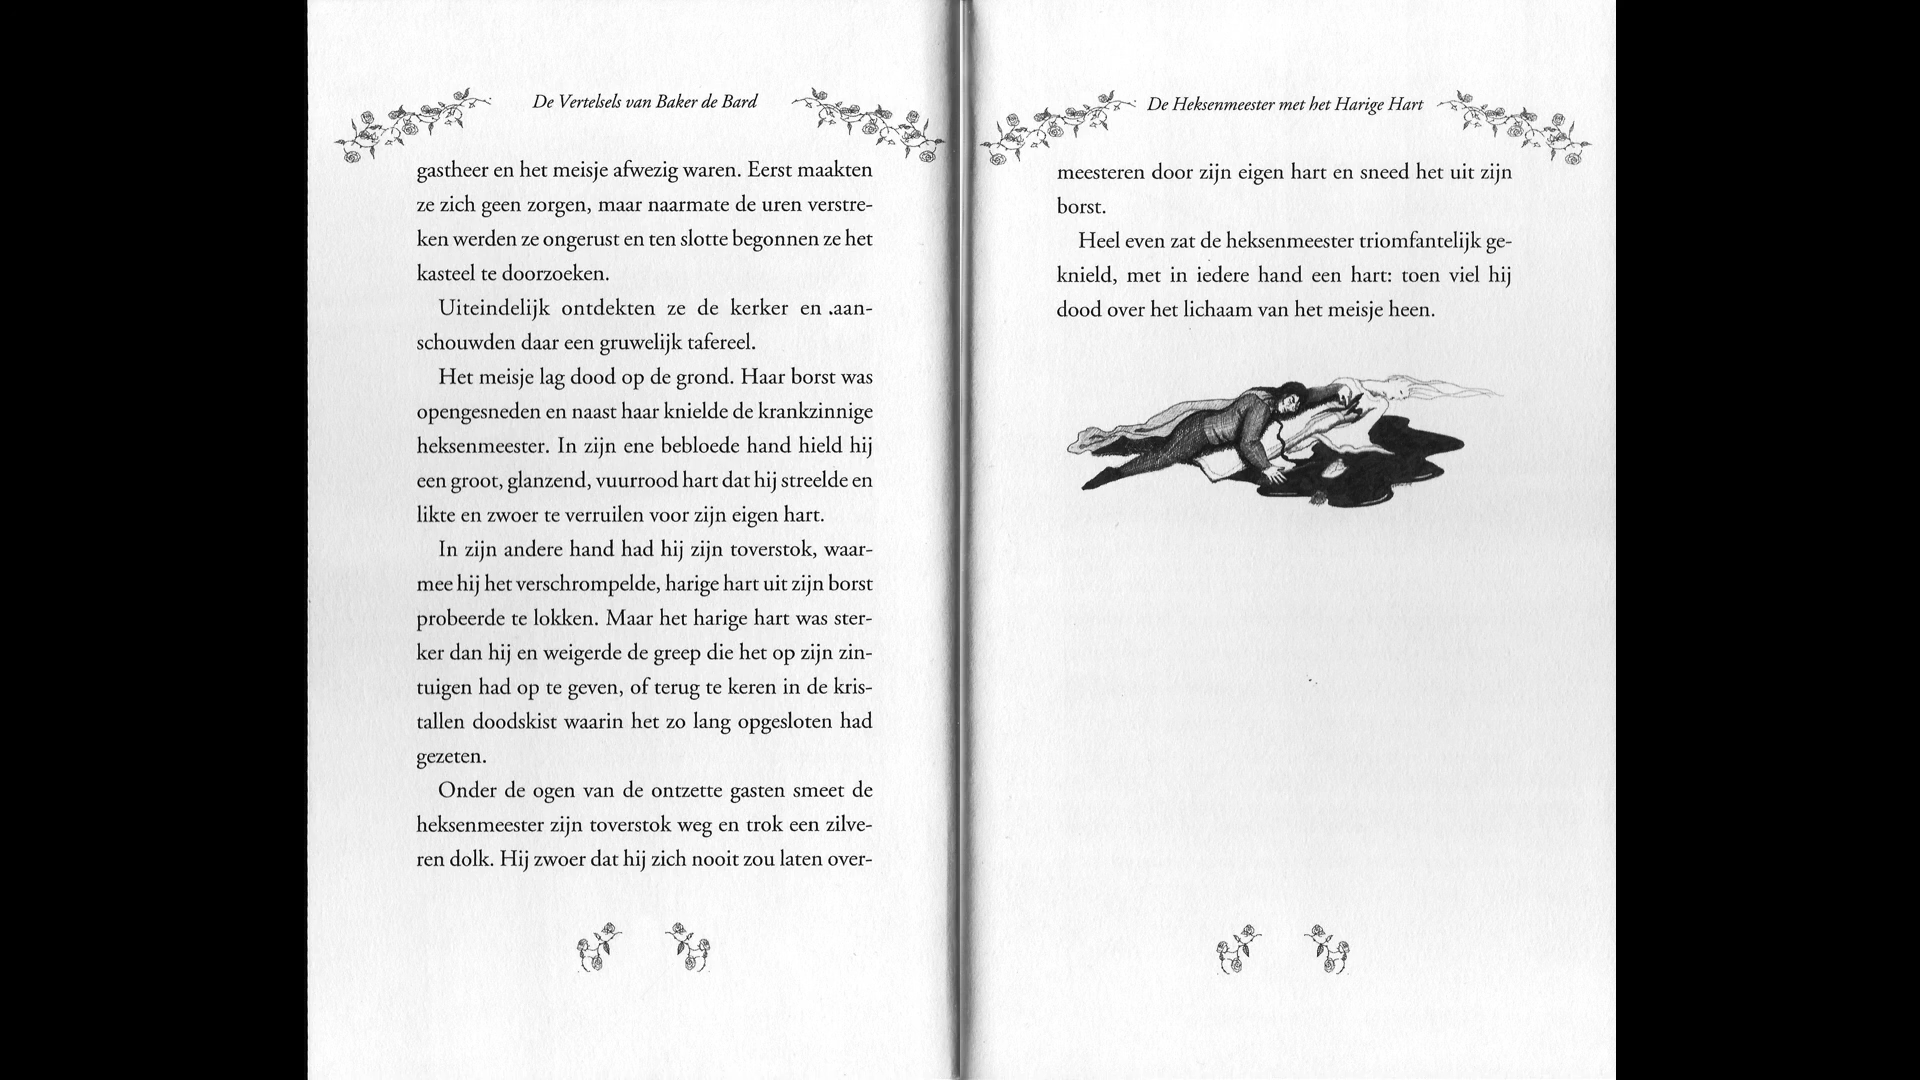 De Vertelsels van Baker de Bard
gastheer en het meisje afwezig waren. Eerst maakten
ze zich geen zorgen, maar naarmate de uren verstre-
ken werden ze ongerust en ten slotte begonnen ze het
kasteel te doorzoeken.
Uiteindelijk ontdekten ze de kerker en aan-
schouwden daar een gruwelijk tafereel.
Het meisje lag dood op de grond. Haar borst was
opengesneden en naast haar knielde de krankzinnige
heksenmeester. In zijn ene bebloede hand hield hij
een groot, glanzend, vuurrood hart dat hij streelde en
likte en zwoer te verruilen voor zijn eigen hart.
In zijn andere hand had hij zijn toverstok, waar-
mee hij het verschrompelde, harige hart uit zijn borst
probeerde te lokken. Maar het harige hart was ster-
ker dan hij en weigerde de greep die het op zijn zin-
tuigen had op te geven, of terug te keren in de kris-
tallen doodskist waarin het zo lang opgesloten had
gezeten.
Onder de ogen van de ontzette gasten smeet de
heksenmeester zijn toverstok weg en trok een zilve-
ren dolk. Hij zwoer dat hij zich nooit zou laten over-
De Heksenmeester met het Harige Hart
meesteren door zijn eigen hart en sneed het uit zijn
borst.
Heel even zat de heksenmeester triomfantelijk ge-
knield, met in iedere hand een hart: toen viel hij
dood over het lichaam van het meisje heen.